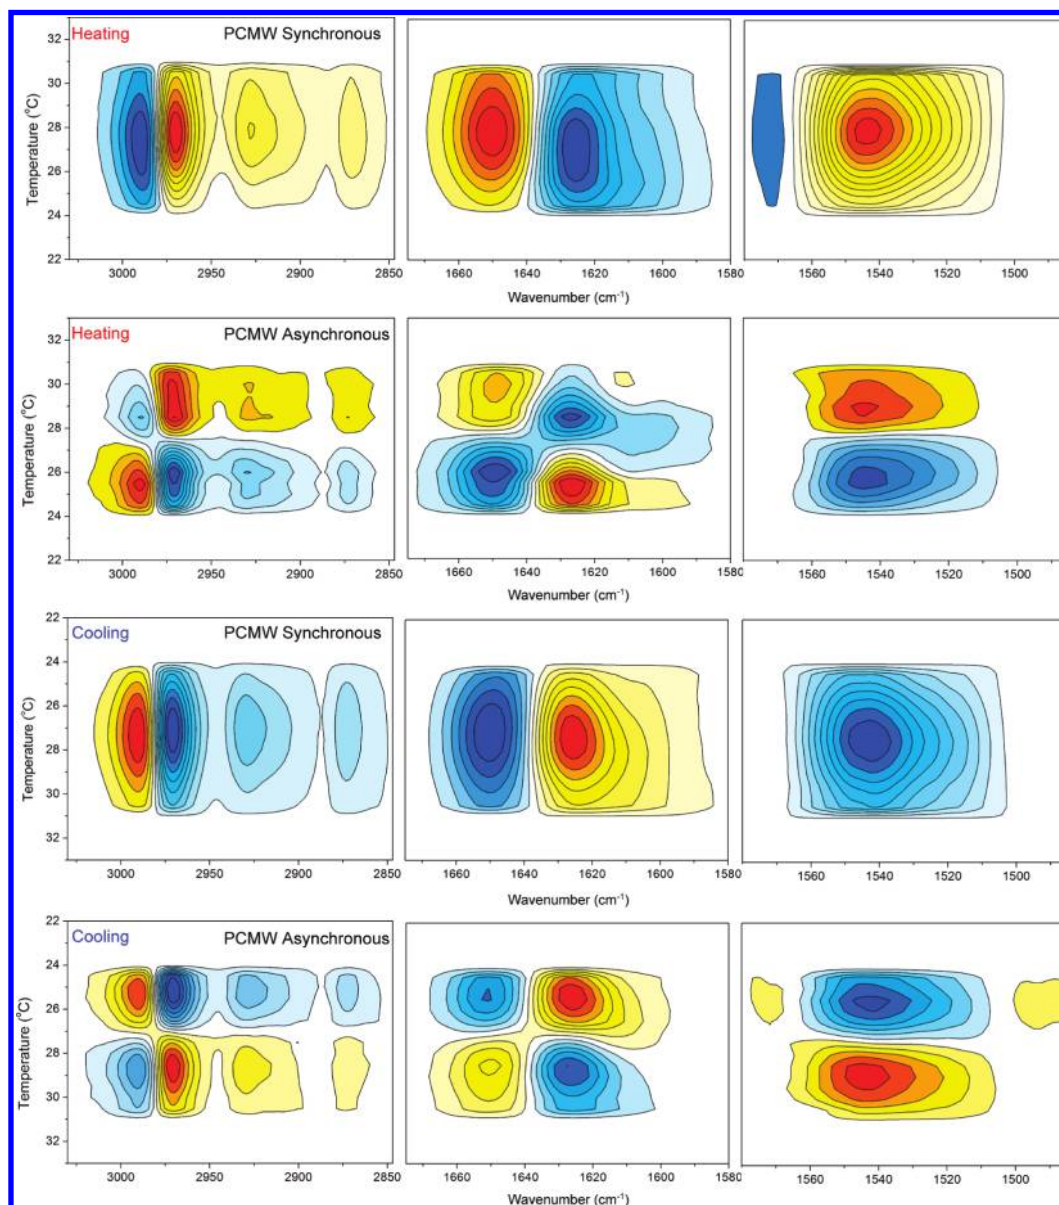 Heating PCMW Synchronous
Temperature (°C)
32
30
28
26
24
22
3000 2950 2900 2850
1660 1640 1620 1600 1580
1560 1540 1520 1500
Wavenumber (cm⁻¹)
Heating PCMW Asynchronous
Temperature (°C)
32
30
28
26
24
22
3000 2950 2900 2850
1660 1640 1620 1600 1580
1560 1540 1520 1500
Wavenumber (cm⁻¹)
Cooling PCMW Synchronous
Temperature (°C)
22
24
26
28
30
32
3000 2950 2900 2850
1660 1640 1620 1600 1580
1560 1540 1520 1500
Wavenumber (cm⁻¹)
Cooling PCMW Asynchronous
Temperature (°C)
22
24
26
28
30
32
3000 2950 2900 2850
1660 1640 1620 1600 1580
1560 1540 1520 1500
Wavenumber (cm⁻¹)